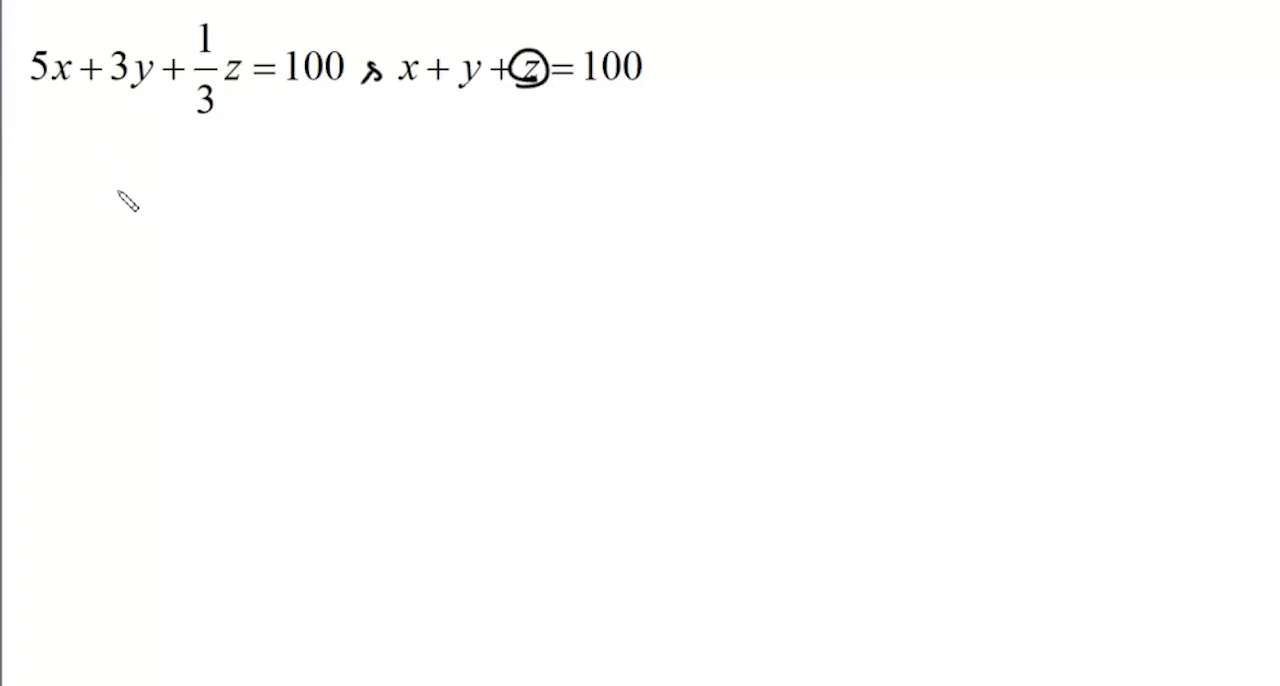 5x + 3y + 1/3 z = 100 و x + y + z = 100